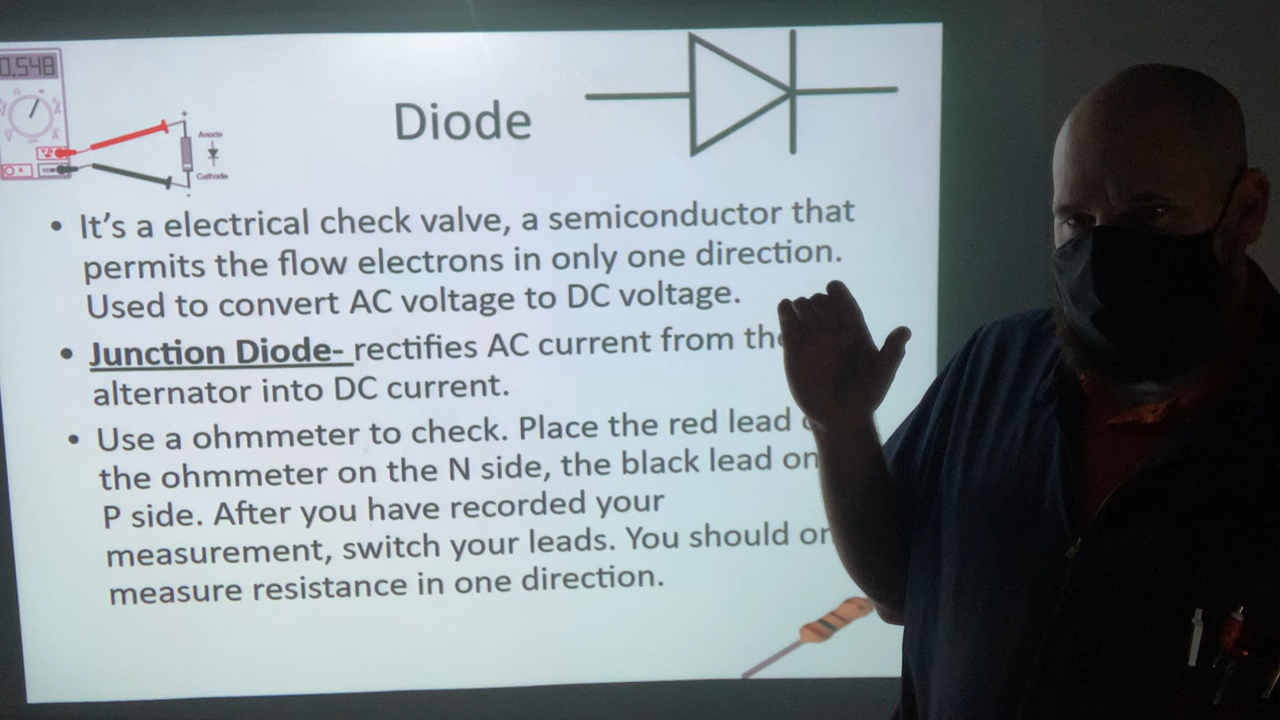 0.548
Diode
Anode
Cathode
• It's a electrical check valve, a semiconductor that
permits the flow electrons in only one direction.
Used to convert AC voltage to DC voltage.
• Junction Diode- rectifies AC current from the
alternator into DC current.
• Use a ohmmeter to check. Place the red lead
the ohmmeter on the N side, the black lead on
P side. After you have recorded your
measurement, switch your leads. You should
measure resistance in one direction.